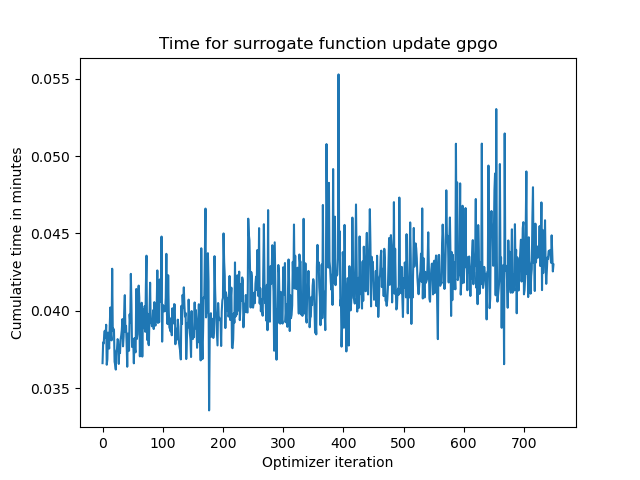 Time for surrogate function update gpgo
0.055
0.050
0.045
0.040
0.035
Cumulative time in minutes
0 100 200 300 400 500 600 700
Optimizer iteration